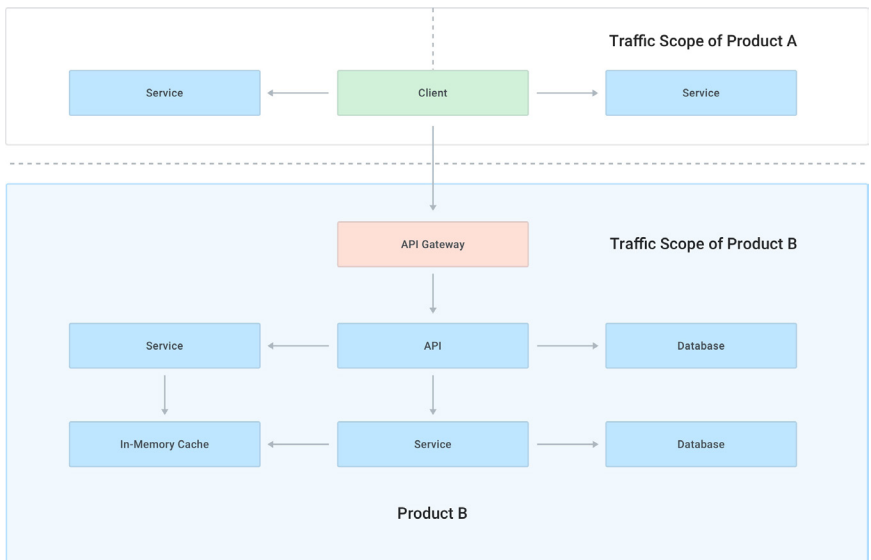 Traffic Scope of Product A
Service
Client
Service
API Gateway
Traffic Scope of Product B
Service
API
Database
In-Memory Cache
Service
Database
Product B